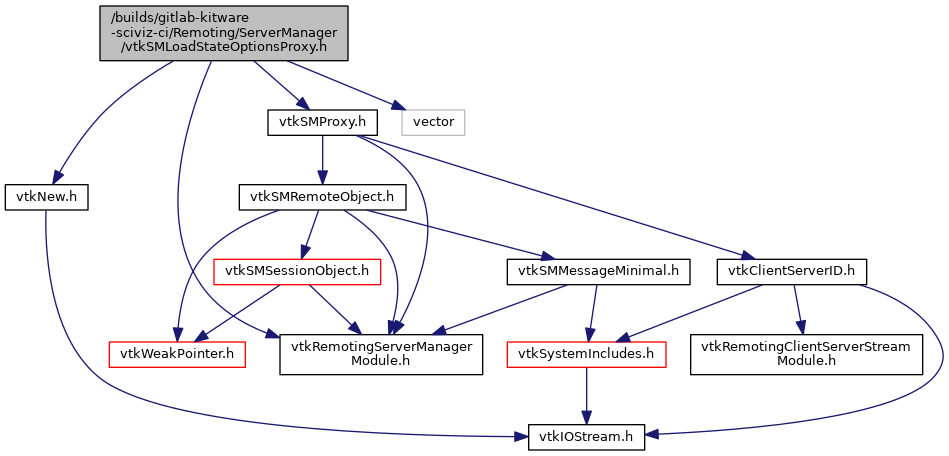 /builds/gitlab-kitware
-sciviz-ci/Remoting/ServerManager
/vtkSMLoadStateOptionsProxy.h
vtkSMProxy.h
vector
vtkNew.h
vtkSMRemoteObject.h
vtkSMSessionObject.h
vtkSMMessageMinimal.h
vtkClientServerID.h
vtkWeakPointer.h
vtkRemotingServerManager
Module.h
vtkSystemIncludes.h
vtkRemotingClientServerStream
Module.h
vtkIOStream.h